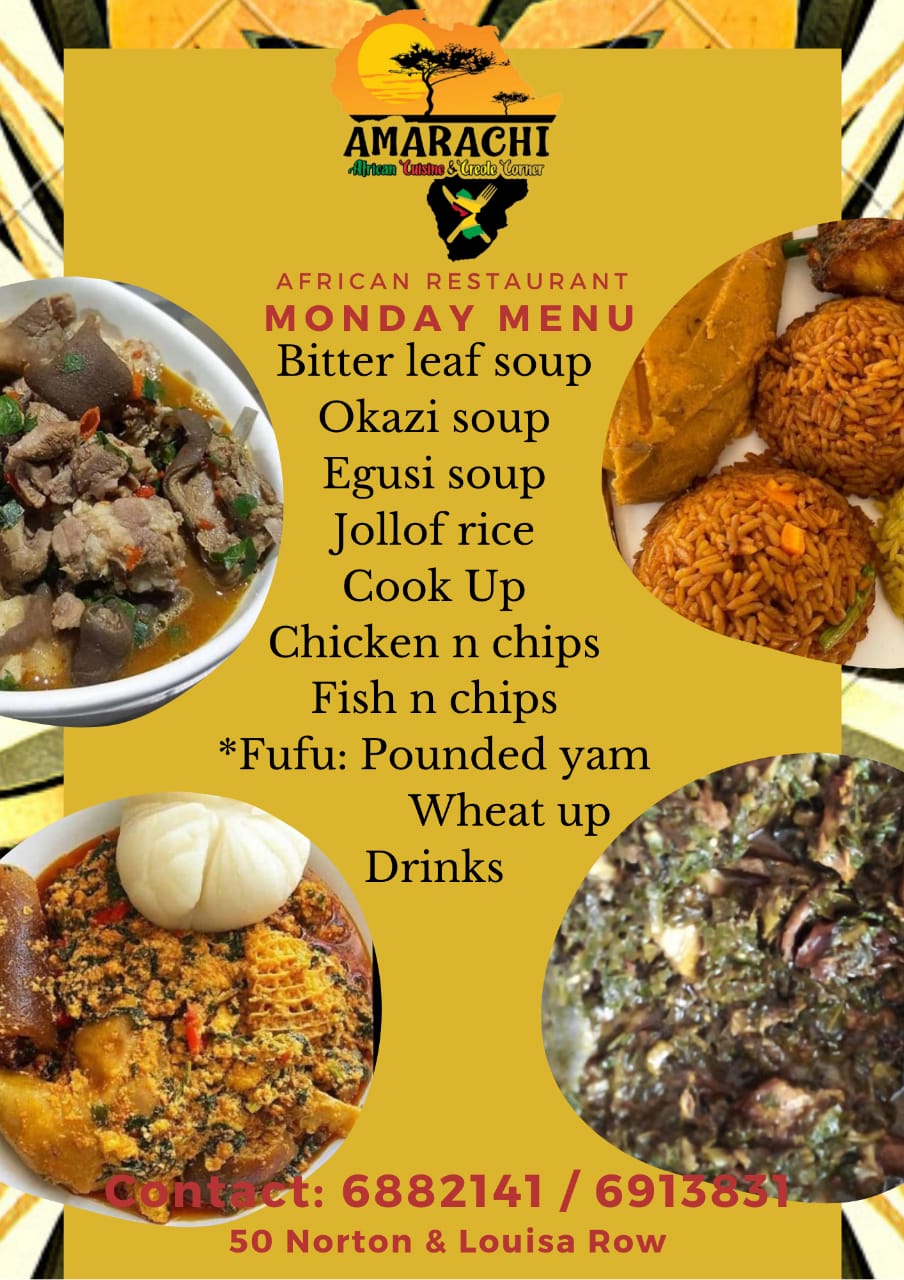 AMARACHI
African Cuisine & Creole Corner
AFRICAN RESTAURANT
MONDAY MENU
Bitter leaf soup
Okazi soup
Egusi soup
Jollof rice
Cook Up
Chicken n chips
Fish n chips
*Fufu: Pounded yam
Wheat up
Drinks
Contact: 6882141 / 6913831
50 Norton & Louisa Row